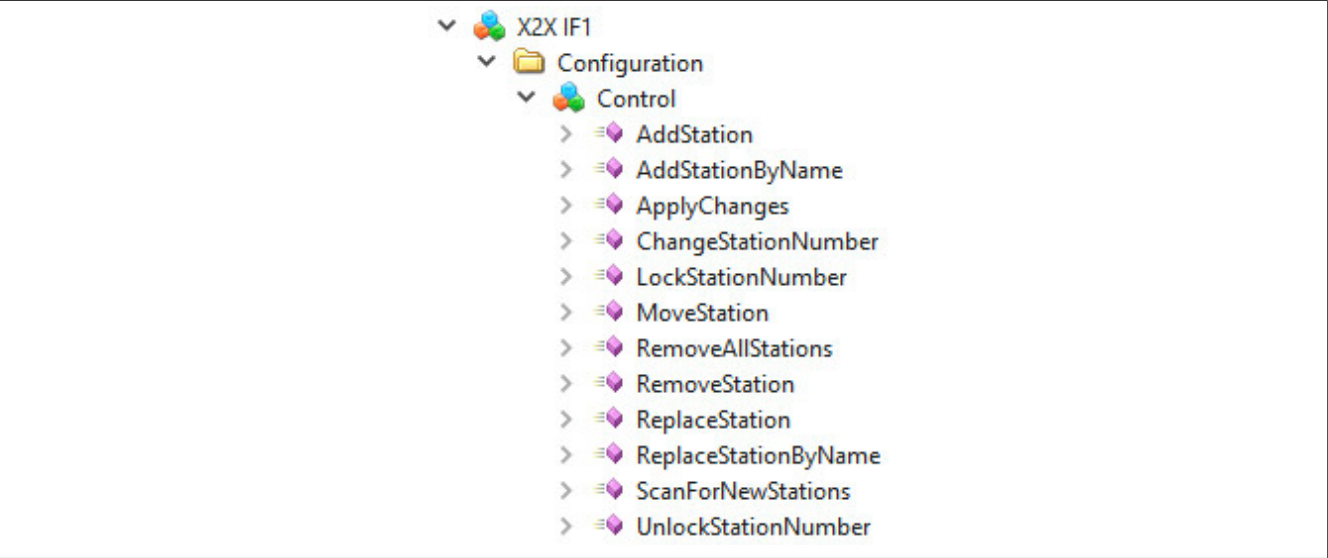 X2X IF1
Configuration
Control
AddStation
AddStationByName
ApplyChanges
ChangeStationNumber
LockStationNumber
MoveStation
RemoveAllStations
RemoveStation
ReplaceStation
ReplaceStationByName
ScanForNewStations
UnlockStationNumber